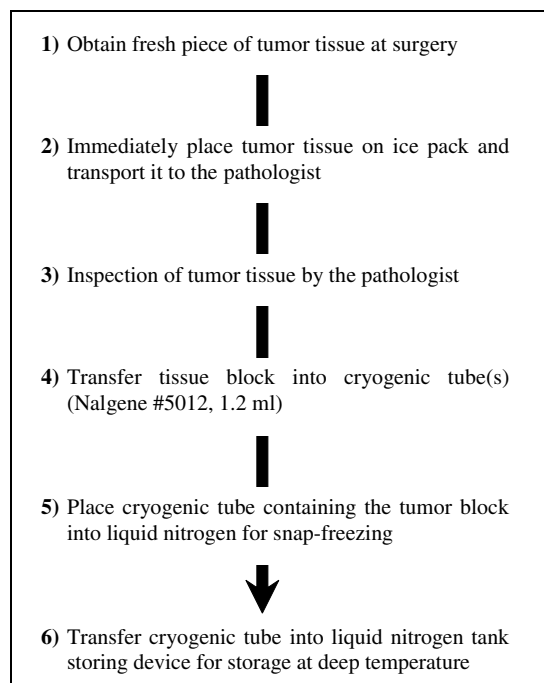 1) Obtain fresh piece of tumor tissue at surgery
2) Immediately place tumor tissue on ice pack and
transport it to the pathologist
3) Inspection of tumor tissue by the pathologist
4) Transfer tissue block into cryogenic tube(s)
(Nalgene #5012, 1.2 ml)
5) Place cryogenic tube containing the tumor block
into liquid nitrogen for snap-freezing
6) Transfer cryogenic tube into liquid nitrogen tank
storing device for storage at deep temperature